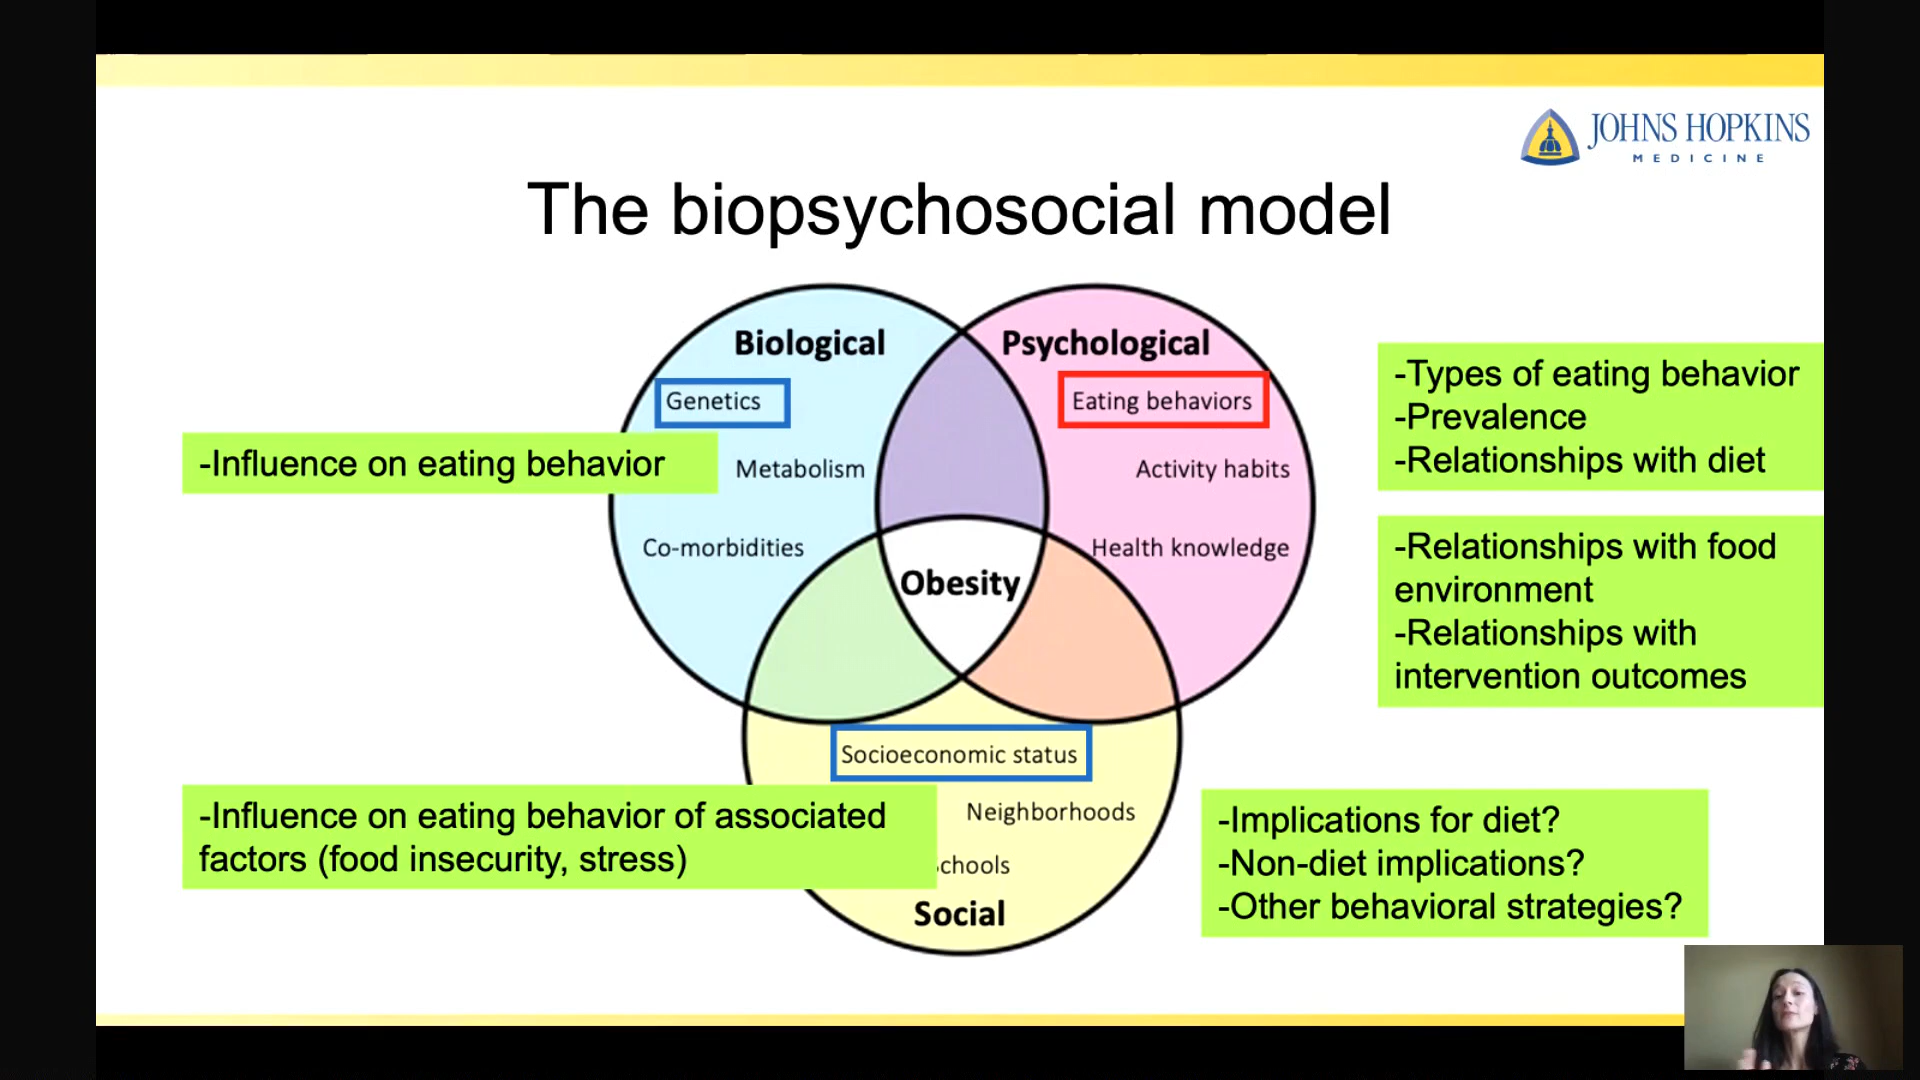 JOHNS HOPKINS
MEDICINE
The biopsychosocial model
Biological
Psychological
Genetics
Eating behaviors
-Types of eating behavior
-Prevalence
-Relationships with diet
-Influence on eating behavior
Metabolism
Activity habits
Co-morbidities
Health knowledge
-Relationships with food
environment
-Relationships with
intervention outcomes
Obesity
Socioeconomic status
Neighborhoods
-Influence on eating behavior of associated
factors (food insecurity, stress)
chools
Social
-Implications for diet?
-Non-diet implications?
-Other behavioral strategies?